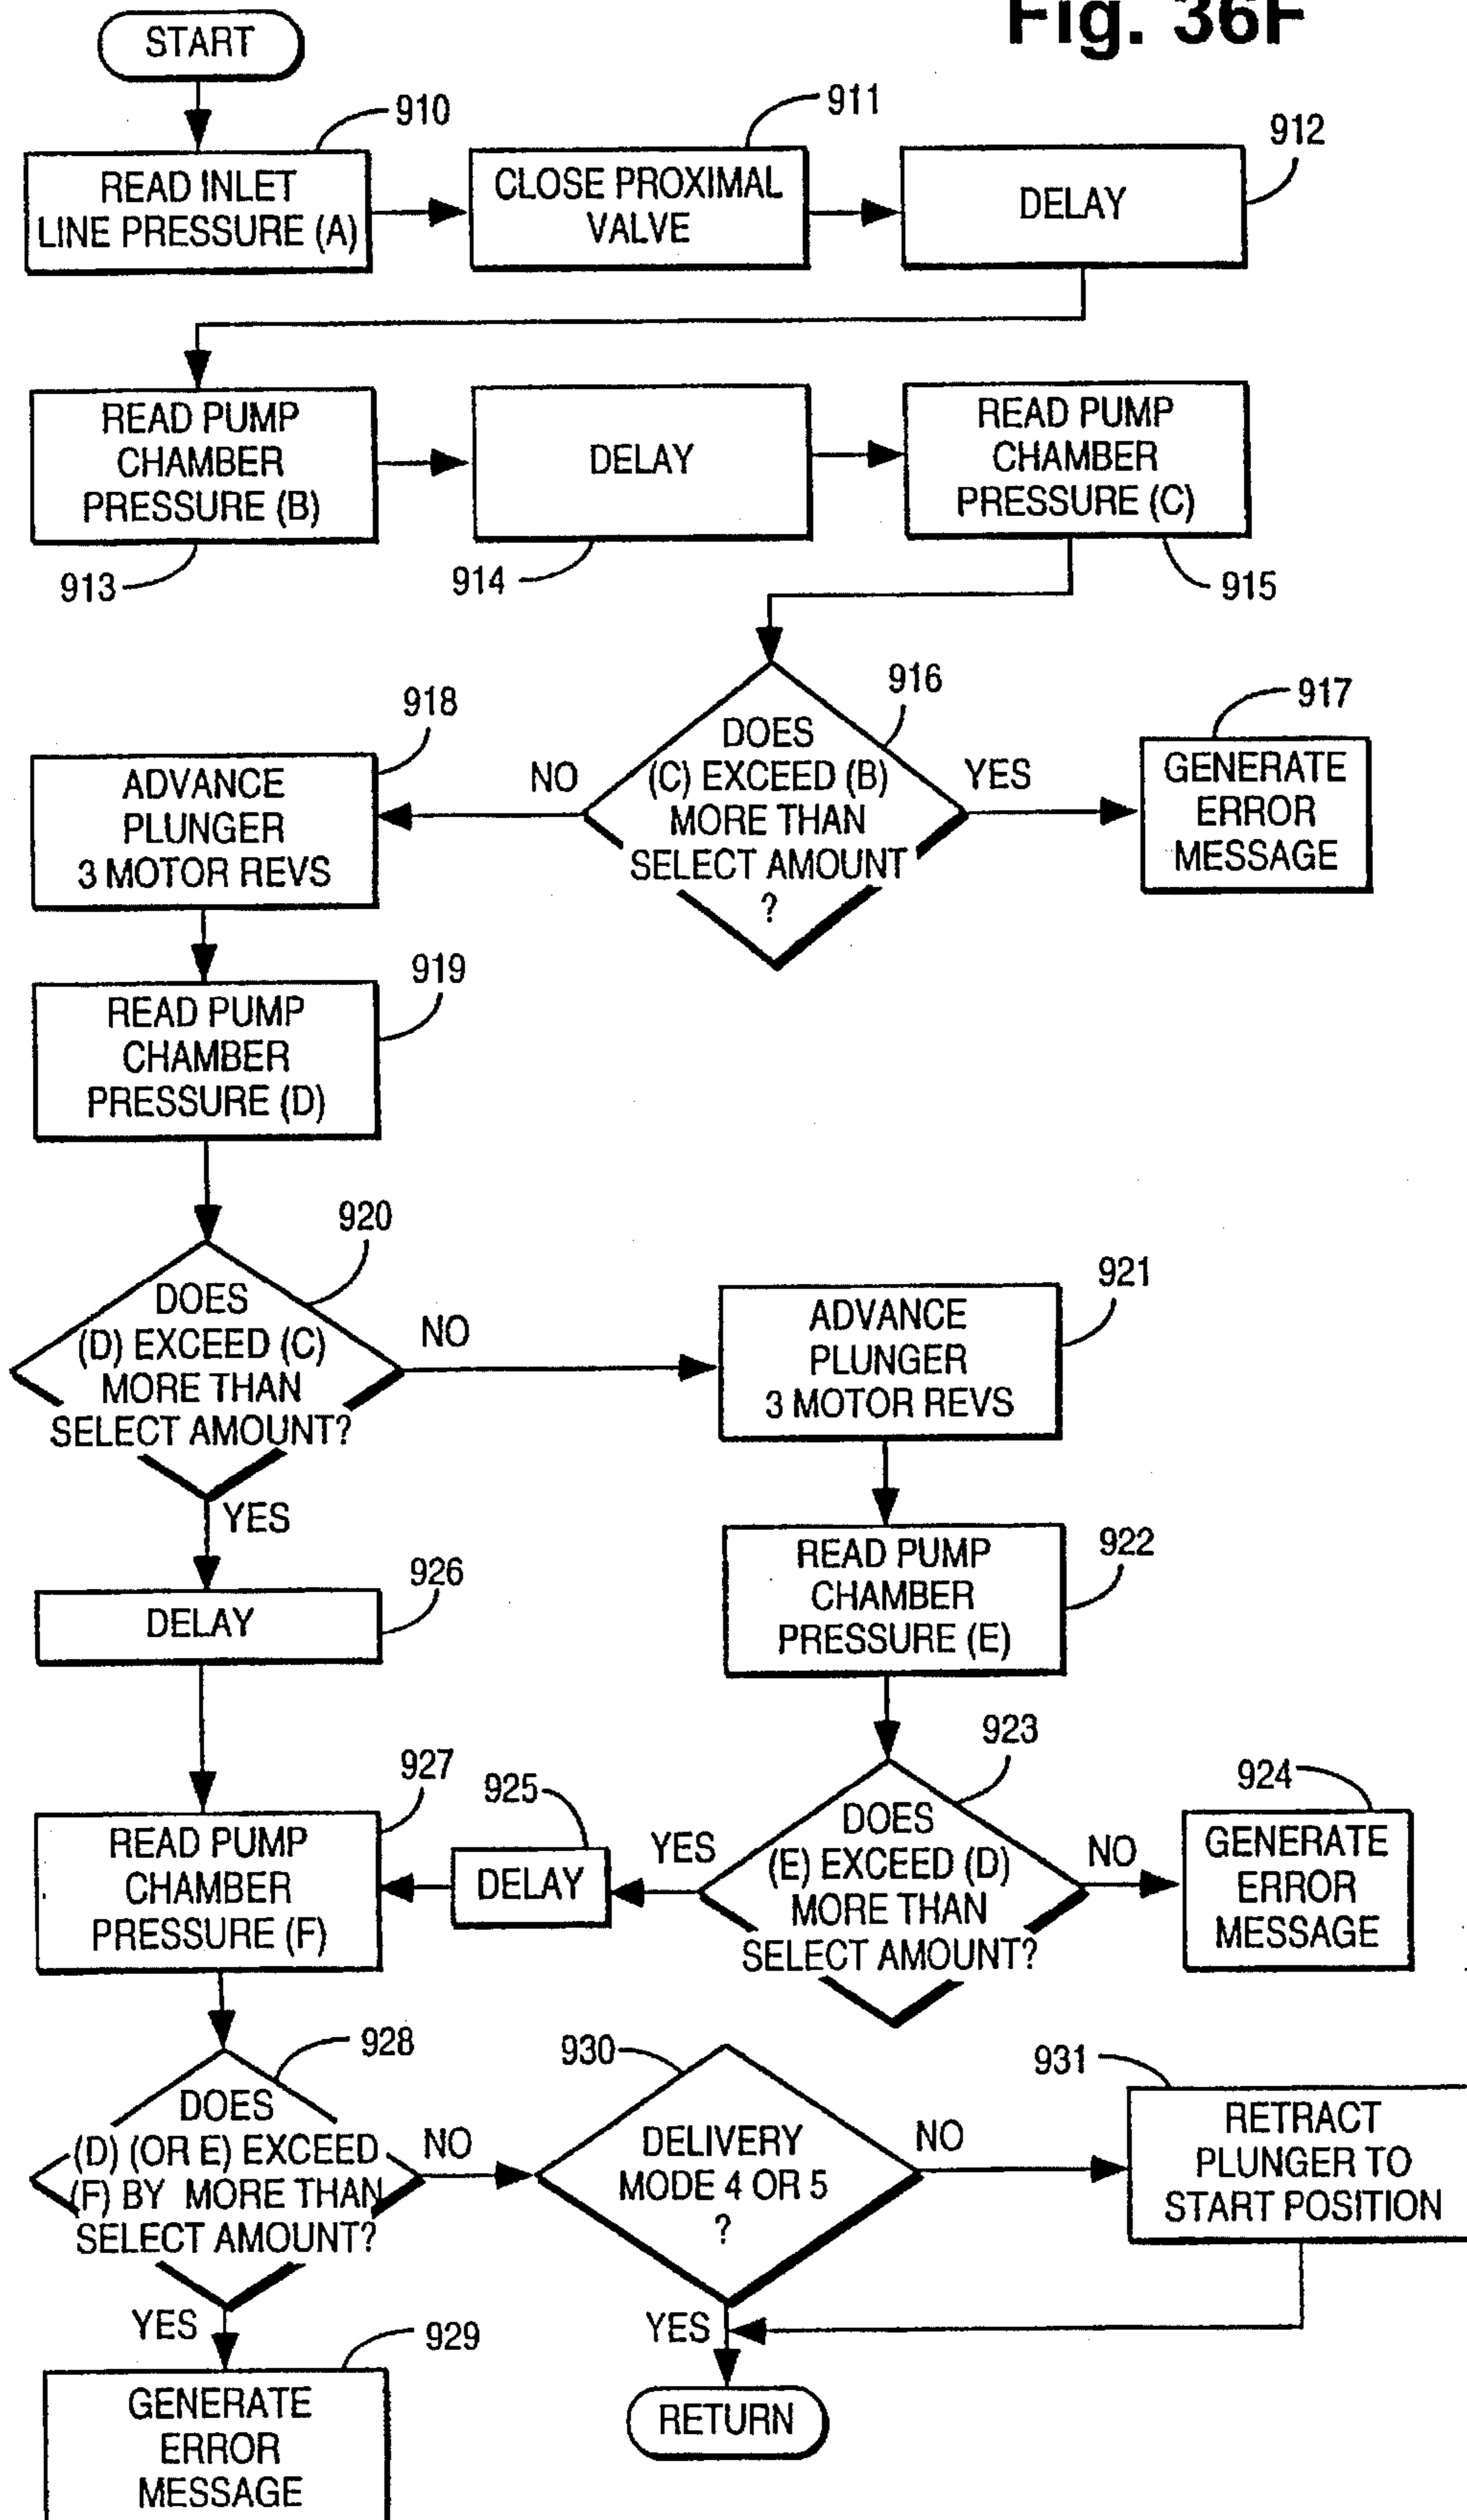 Fig. 36F
START
910
911
912
READ INLET
LINE PRESSURE (A)
CLOSE PROXIMAL
VALVE
DELAY
READ PUMP
CHAMBER
PRESSURE (B)
DELAY
READ PUMP
CHAMBER
PRESSURE (C)
913
914
915
916
DOES
(C) EXCEED (B)
MORE THAN
SELECT AMOUNT
?
NO
YES
917
GENERATE
ERROR
MESSAGE
918
ADVANCE
PLUNGER
3 MOTOR REVS
919
READ PUMP
CHAMBER
PRESSURE (D)
920
DOES
(D) EXCEED (C)
MORE THAN
SELECT AMOUNT?
NO
YES
921
ADVANCE
PLUNGER
3 MOTOR REVS
922
READ PUMP
CHAMBER
PRESSURE (E)
926
DELAY
923
DOES
(E) EXCEED (D)
MORE THAN
SELECT AMOUNT?
NO
YES
924
GENERATE
ERROR
MESSAGE
925
DELAY
927
READ PUMP
CHAMBER
PRESSURE (F)
928
DOES
(D) (OR E) EXCEED
(F) BY MORE THAN
SELECT AMOUNT?
NO
YES
929
GENERATE
ERROR
MESSAGE
930
DELIVERY
MODE 4 OR 5
?
NO
YES
931
RETRACT
PLUNGER TO
START POSITION
RETURN